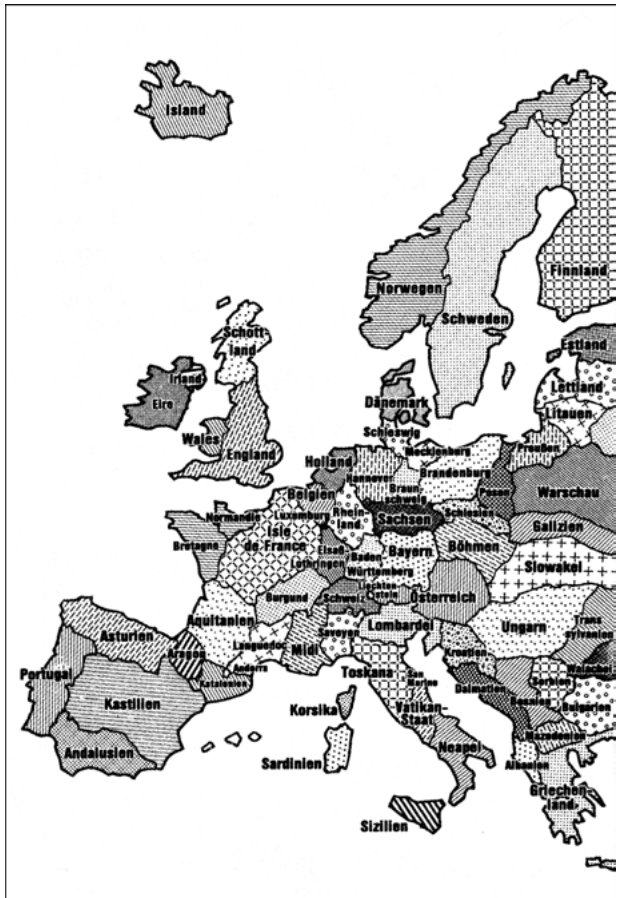 Island
Finnland
Norwegen
Schweden
Schott-
land
Estland
Irland
Eire
Lettland
Dänemark
Litauen
Schleswig
Wales
England
Mecklenburg
Preußen
Holland
Hannover
Brandenburg
Belgien
Braun
schweig
Posen
Warschau
Luxemburg
Rhein-
land
Sachsen
Schlesien
Normandie
Galizien
Bretagne
Isle
de France
Elsaß-
Lothringen
Baden-
Württemberg
Bayern
Böhmen
Slowakei
Burgund
Schweiz
Liechten
stein
Österreich
Aquitanien
Lombardei
Ungarn
Trans
sylvanien
Asturien
Languedoc
Savoyen
Kroatien
Aragon
Midi
Walachei
Portugal
Andorra
Toskana
San
Marino
Serbien
Katalonien
Dalmatien
Kastilien
Korsika
Vatikan-
Staat
Bosnien
Bulgarien
Andalusien
Neapel
Mazedonien
Sardinien
Albanien
Griechen-
land
Sizilien